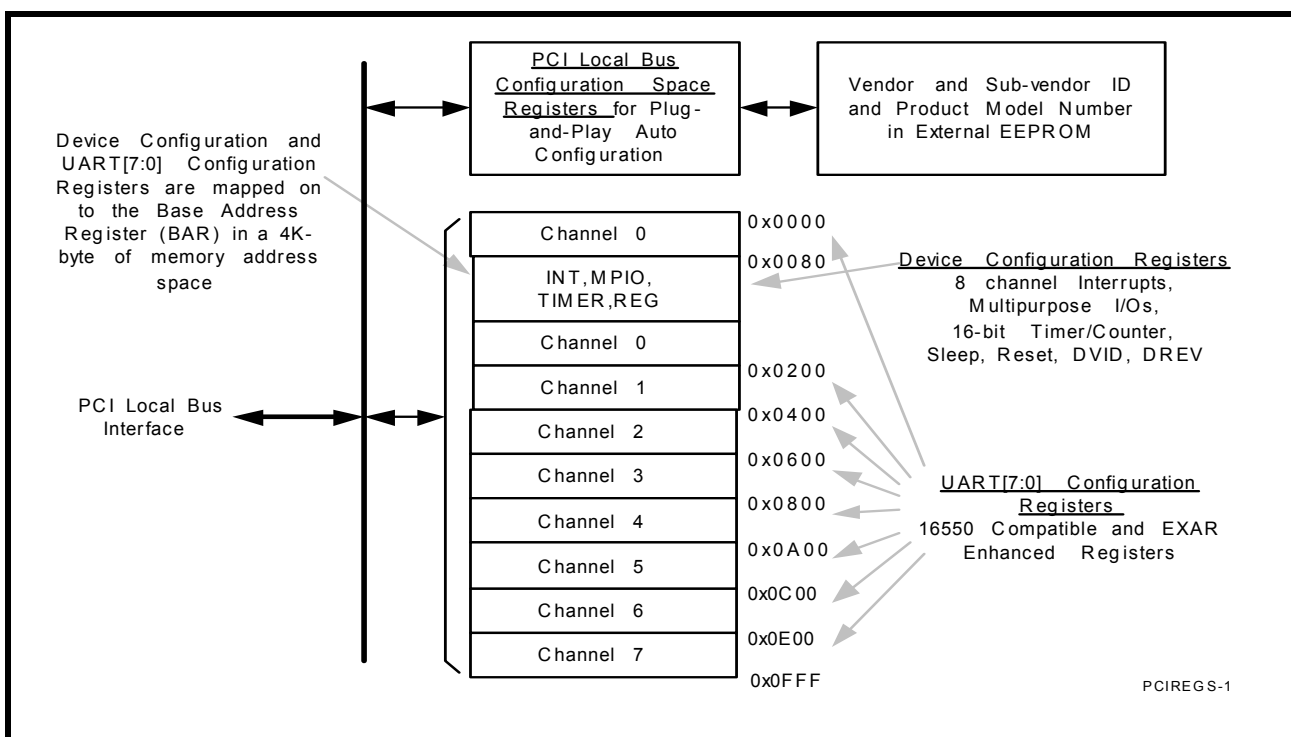 PCI Local Bus
Configuration Space
Registers for Plug-
and-Play Auto
Configuration
Vendor and Sub-vendor ID
and Product Model Number
in External EEPROM
Device Configuration and
UART[7:0] Configuration
Registers are mapped on
to the Base Address
Register (BAR) in a 4K-
byte of memory address
space
Channel 0
INT,MPIO,
TIMER,REG
Channel 0
Channel 1
Channel 2
Channel 3
Channel 4
Channel 5
Channel 6
Channel 7
0x0000
0x0080
0x0200
0x0400
0x0600
0x0800
0x0A00
0x0C00
0x0E00
0x0FFF
Device Configuration Registers
8 channel Interrupts,
Multipurpose I/Os,
16-bit Timer/Counter,
Sleep, Reset, DVID, DREV
PCI Local Bus
Interface
UART[7:0] Configuration
Registers
16550 Compatible and EXAR
Enhanced Registers
PCIREGS-1